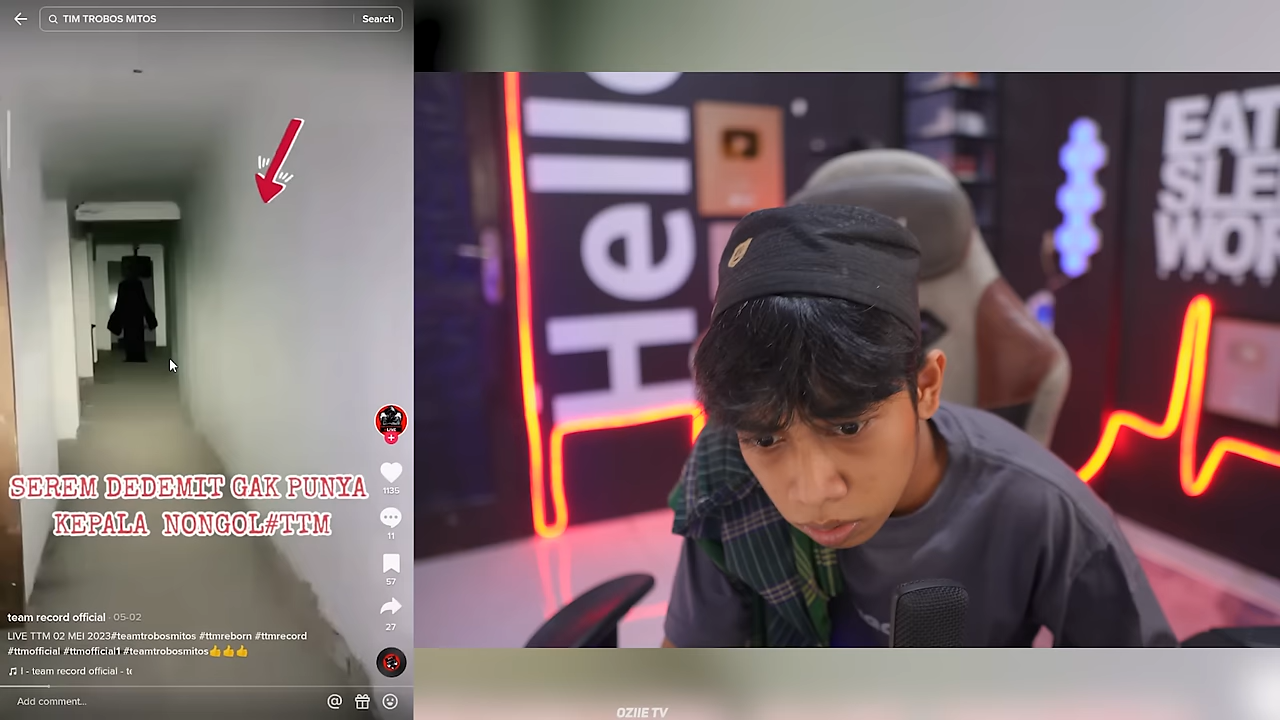 TIM TROBOS MITOS
Search
SEREM DEDEMIT GAK PUNYA
KEPALA NONGOL#TTM
1135
11
57
27
team record official · 05-02
LIVE TTM 02 MEI 2023#teamtrobosmitos #ttmreborn #ttmrecord
#ttmofficial #ttmofficial1 #teamtrobosmitos👍👍👍
l - team record official - te
Add comment...
Hello
EAT
SLE
WOR
OZIIE TV